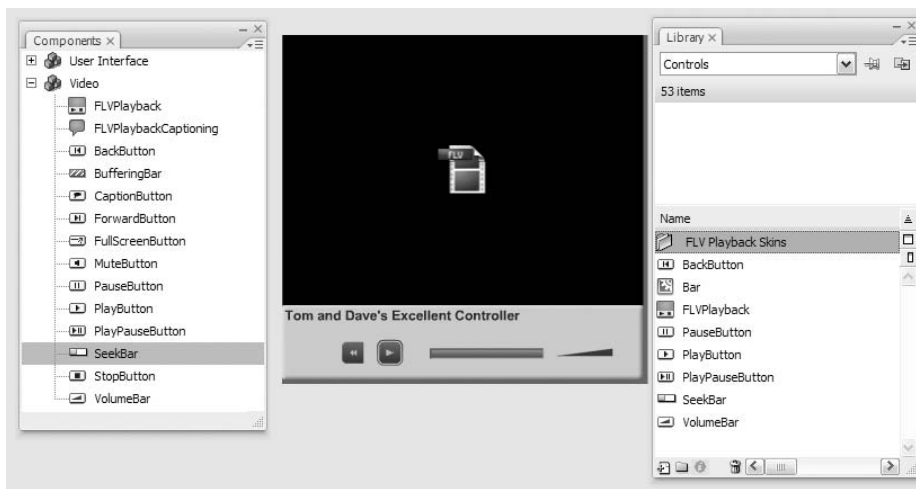 Components
User Interface
Video
FLVPlayback
FLVPlaybackCaptioning
BackButton
BufferingBar
CaptionButton
ForwardButton
FullScreenButton
MuteButton
PauseButton
PlayButton
PlayPauseButton
SeekBar
StopButton
VolumeBar
FLV
Tom and Dave's Excellent Controller
Library
Controls
53 items
Name
FLV Playback Skins
BackButton
Bar
FLVPlayback
PauseButton
PlayButton
PlayPauseButton
SeekBar
VolumeBar